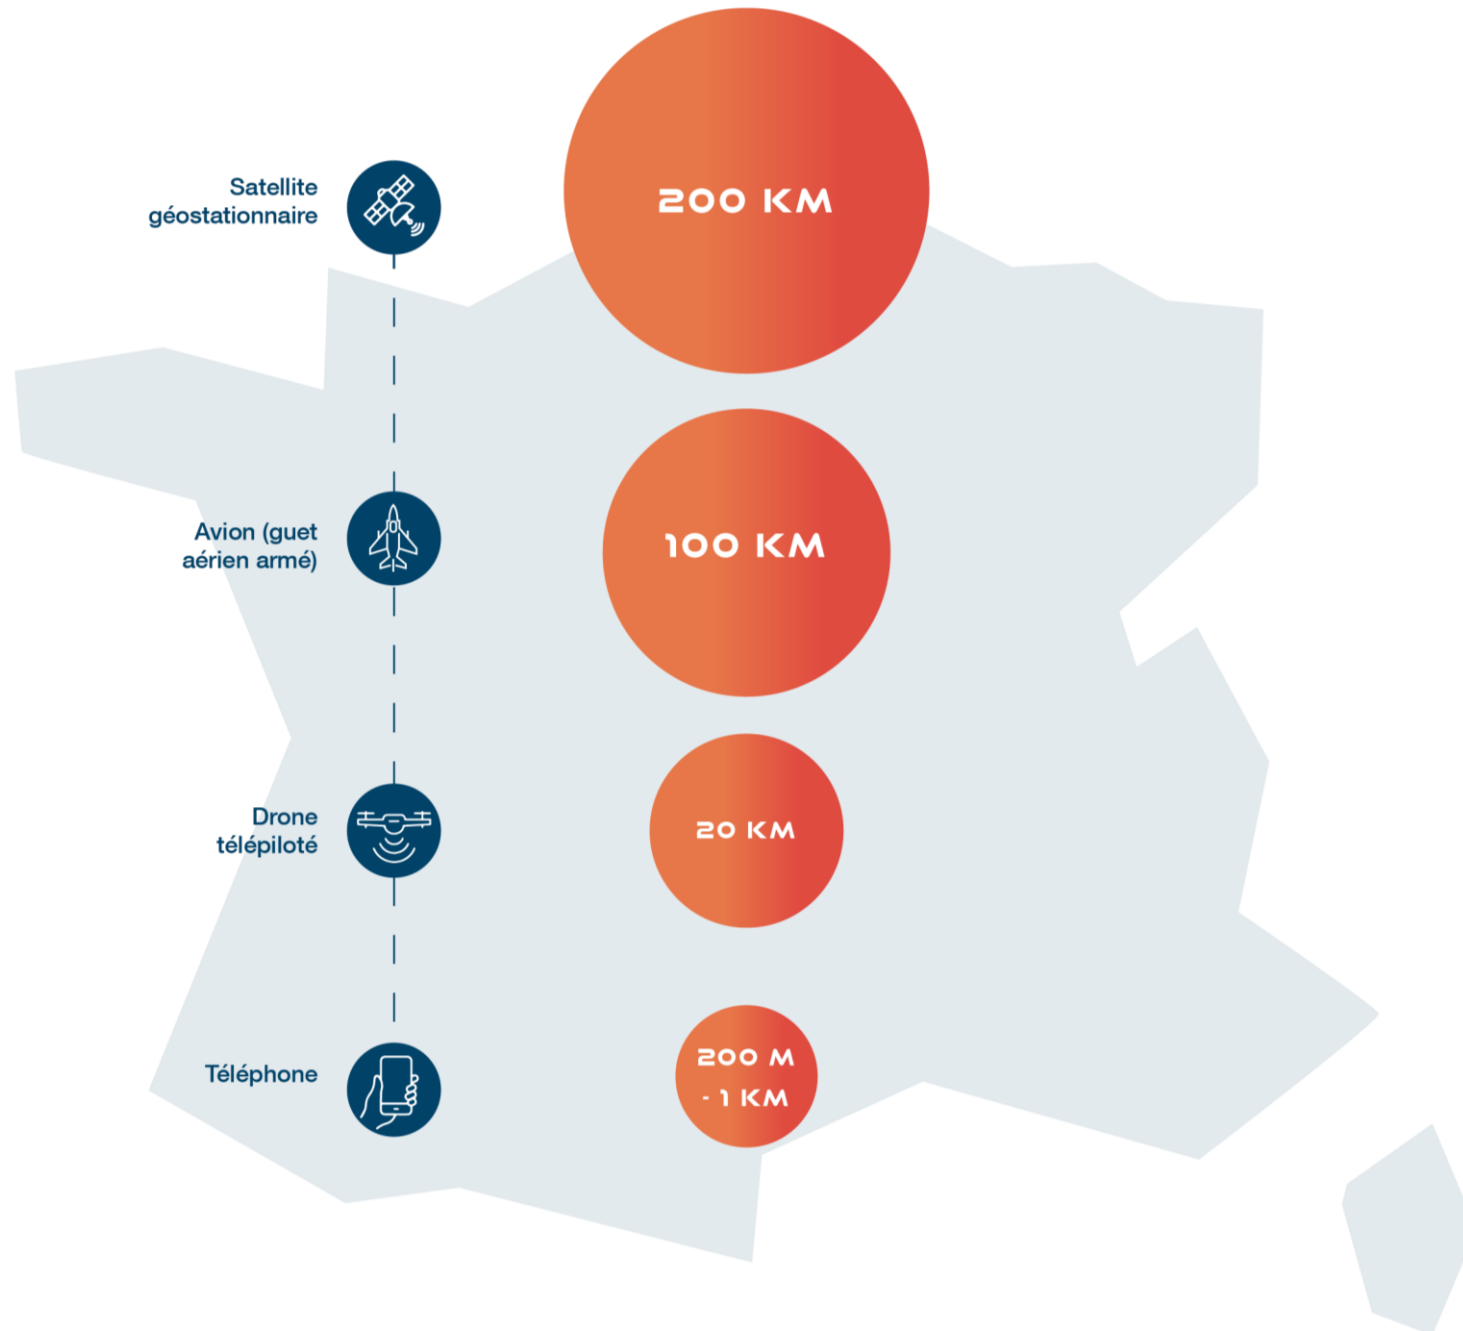 Satellite
géostationnaire
200 KM
Avion (guet
aérien armé)
100 KM
Drone
télépiloté
20 KM
Téléphone
200 M
- 1 KM